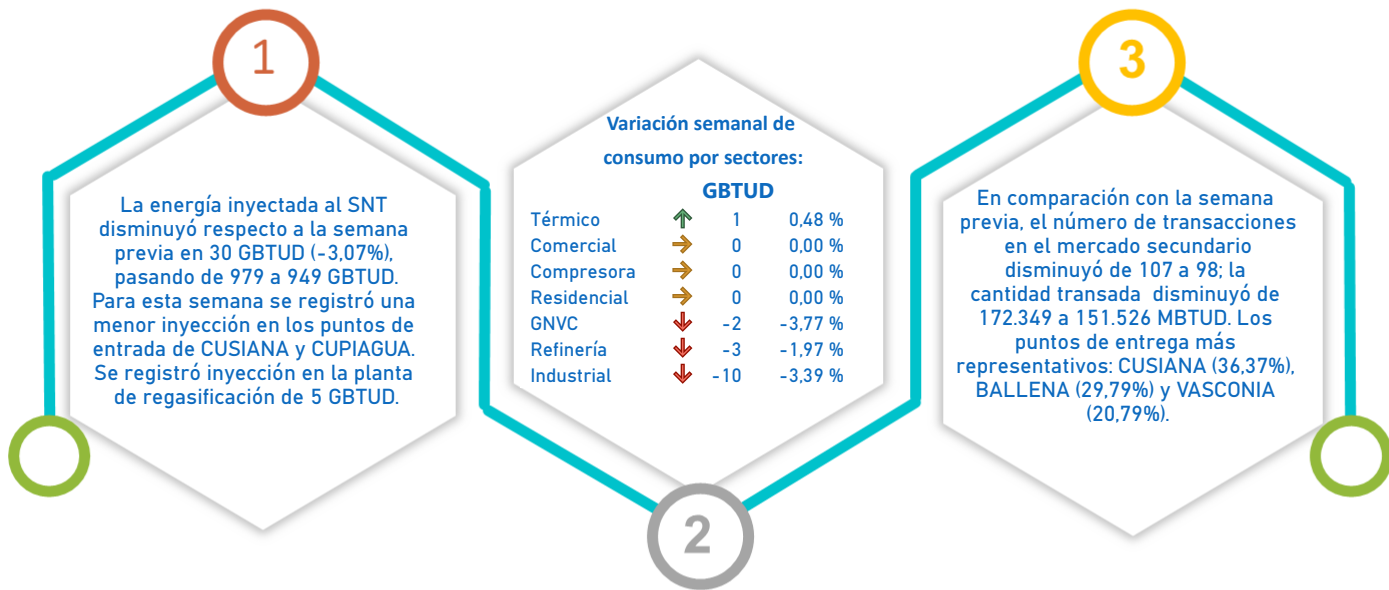 1
La energía inyectada al SNT
disminuyó respecto a la semana
previa en 30 GBTUD (-3,07%),
pasando de 979 a 949 GBTUD.
Para esta semana se registró una
menor inyección en los puntos de
entrada de CUSIANA y CUPIAGUA.
Se registró inyección en la planta
de regasificación de 5 GBTUD.
Variación semanal de
consumo por sectores:
GBTUD
Térmico 1 0,48 %
Comercial 0 0,00 %
Compresora 0 0,00 %
Residencial 0 0,00 %
GNVC -2 -3,77 %
Refinería -3 -1,97 %
Industrial -10 -3,39 %
2
3
En comparación con la semana
previa, el número de transacciones
en el mercado secundario
disminuyó de 107 a 98; la
cantidad transada disminuyó de
172.349 a 151.526 MBTUD. Los
puntos de entrega más
representativos: CUSIANA (36,37%),
BALLENA (29,79%) y VASCONIA
(20,79%).